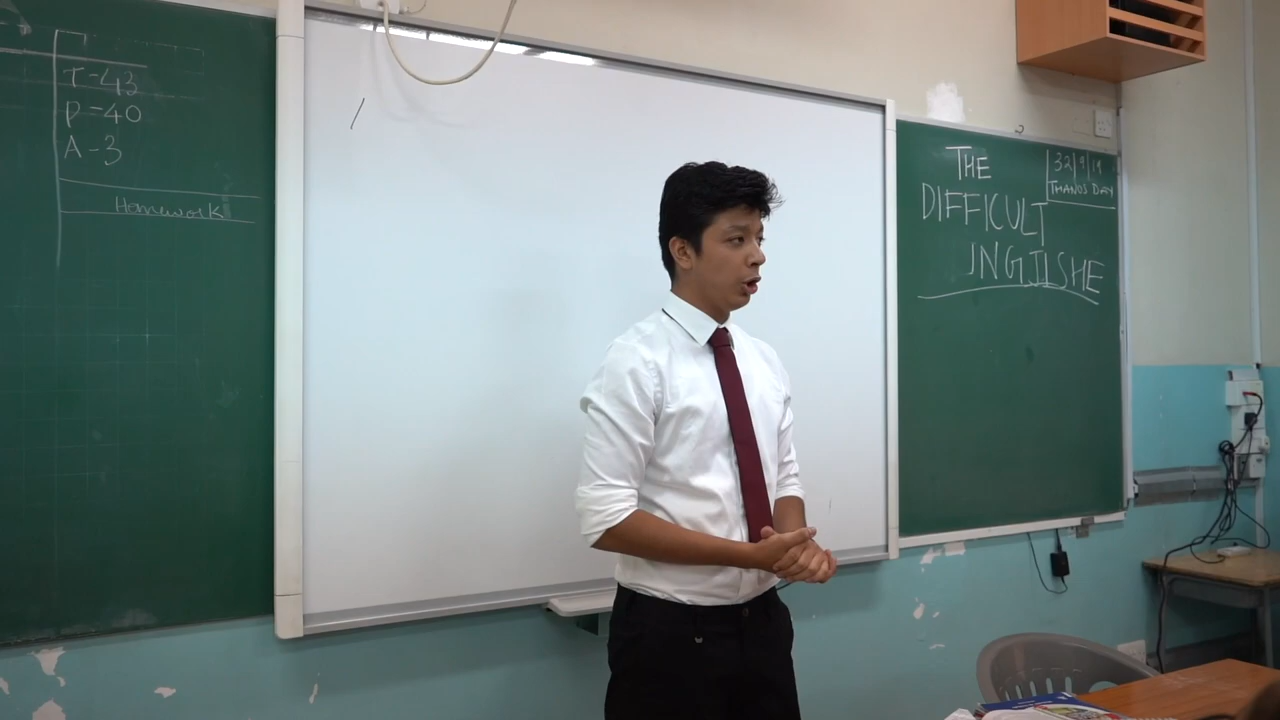 T-43
P-40
A-3
Homework
THE
DIFFICULT
INGLISHE
32|9|19
THANOS DAY